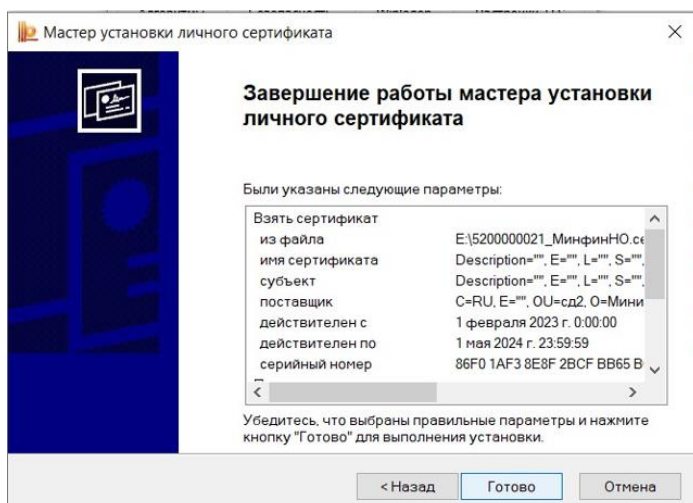 Мастер установки личного сертификата
Завершение работы мастера установки
личного сертификата
Были указаны следующие параметры:
Взять сертификат
из файла E:\5200000021_МинфинНО.се
имя сертификата Description="", E="", L="", S="",
субъект Description="", E="", L="", S="",
поставщик C=RU, E="", OU=сд2, O=Мини
действителен с 1 февраля 2023 г. 0:00:00
действителен по 1 мая 2024 г. 23:59:59
серийный номер 86F0 1AF3 8E8F 2BCF BB65 B
Убедитесь, что выбраны правильные параметры и нажмите
кнопку "Готово" для выполнения установки.
< Назад Готово Отмена